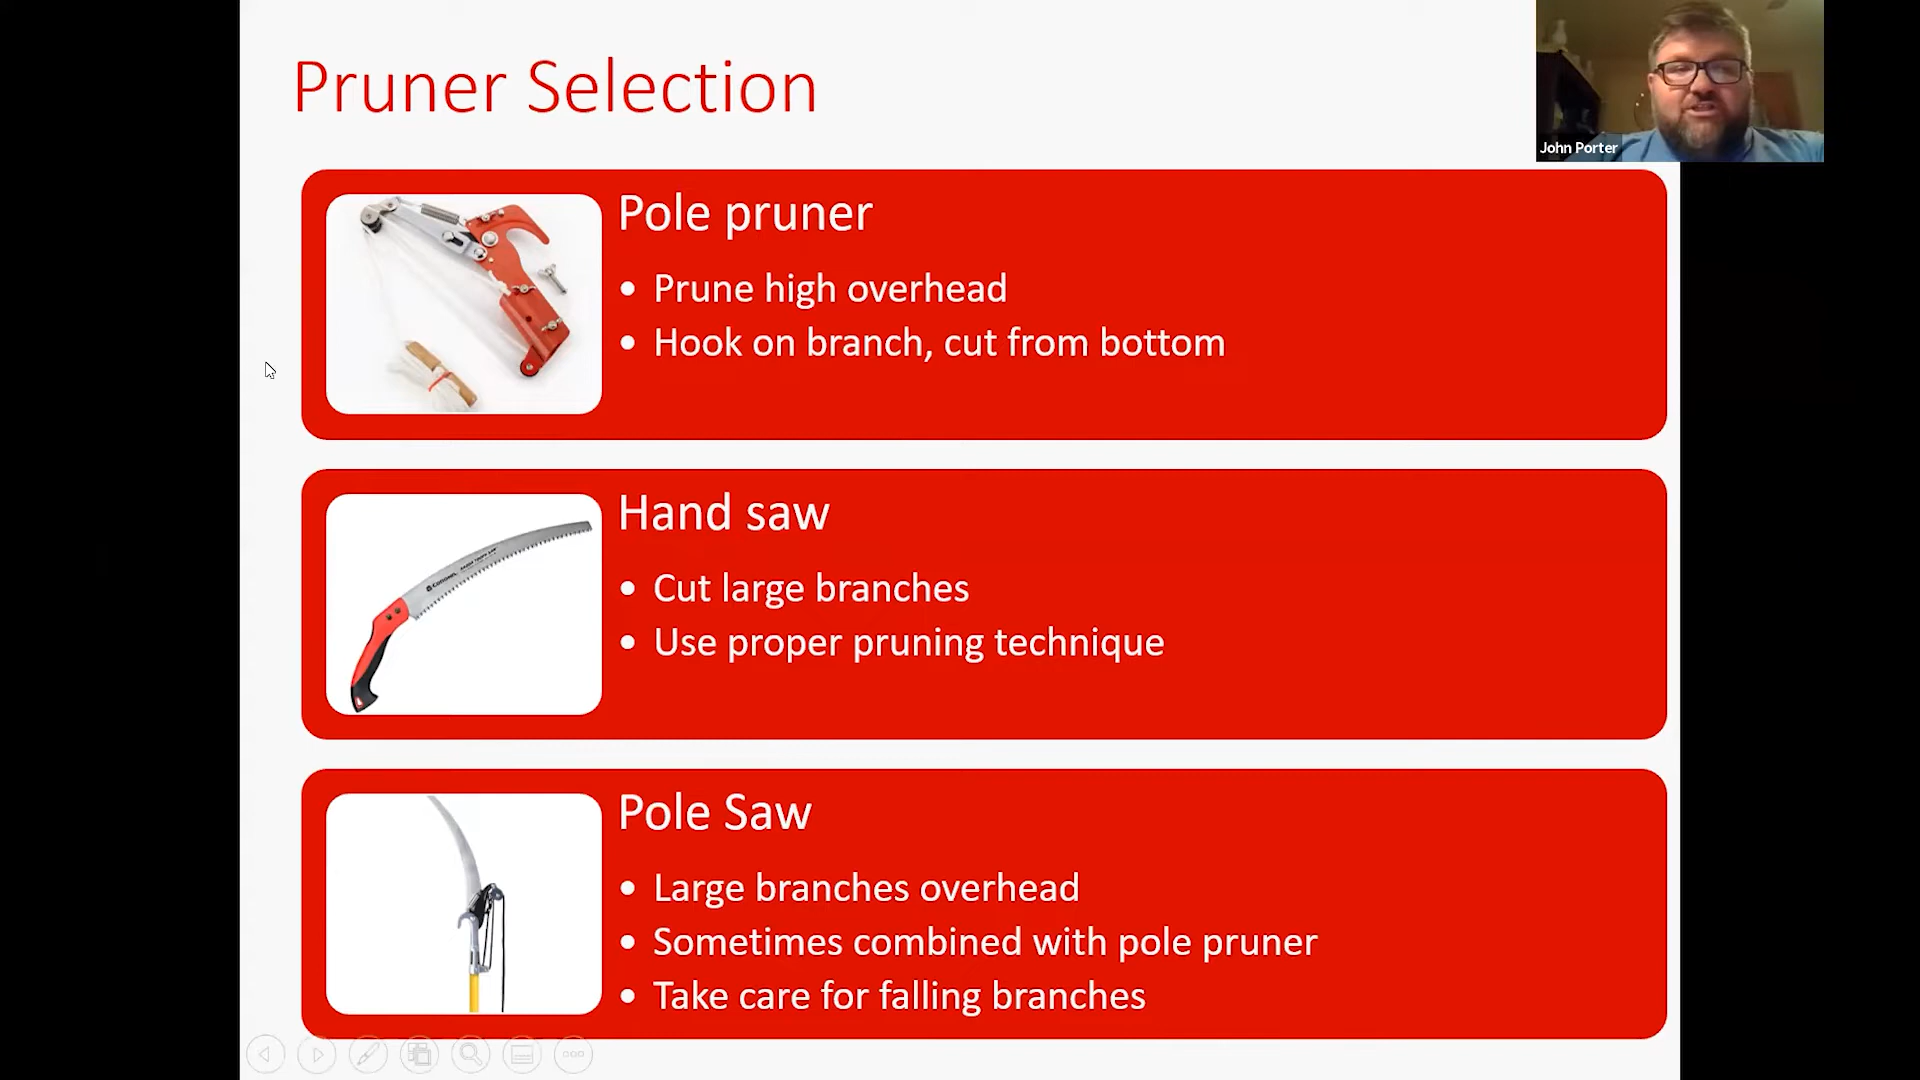 Pruner Selection
John Porter
Pole pruner
• Prune high overhead
• Hook on branch, cut from bottom
Hand saw
• Cut large branches
• Use proper pruning technique
CORONA
Pole Saw
• Large branches overhead
• Sometimes combined with pole pruner
• Take care for falling branches